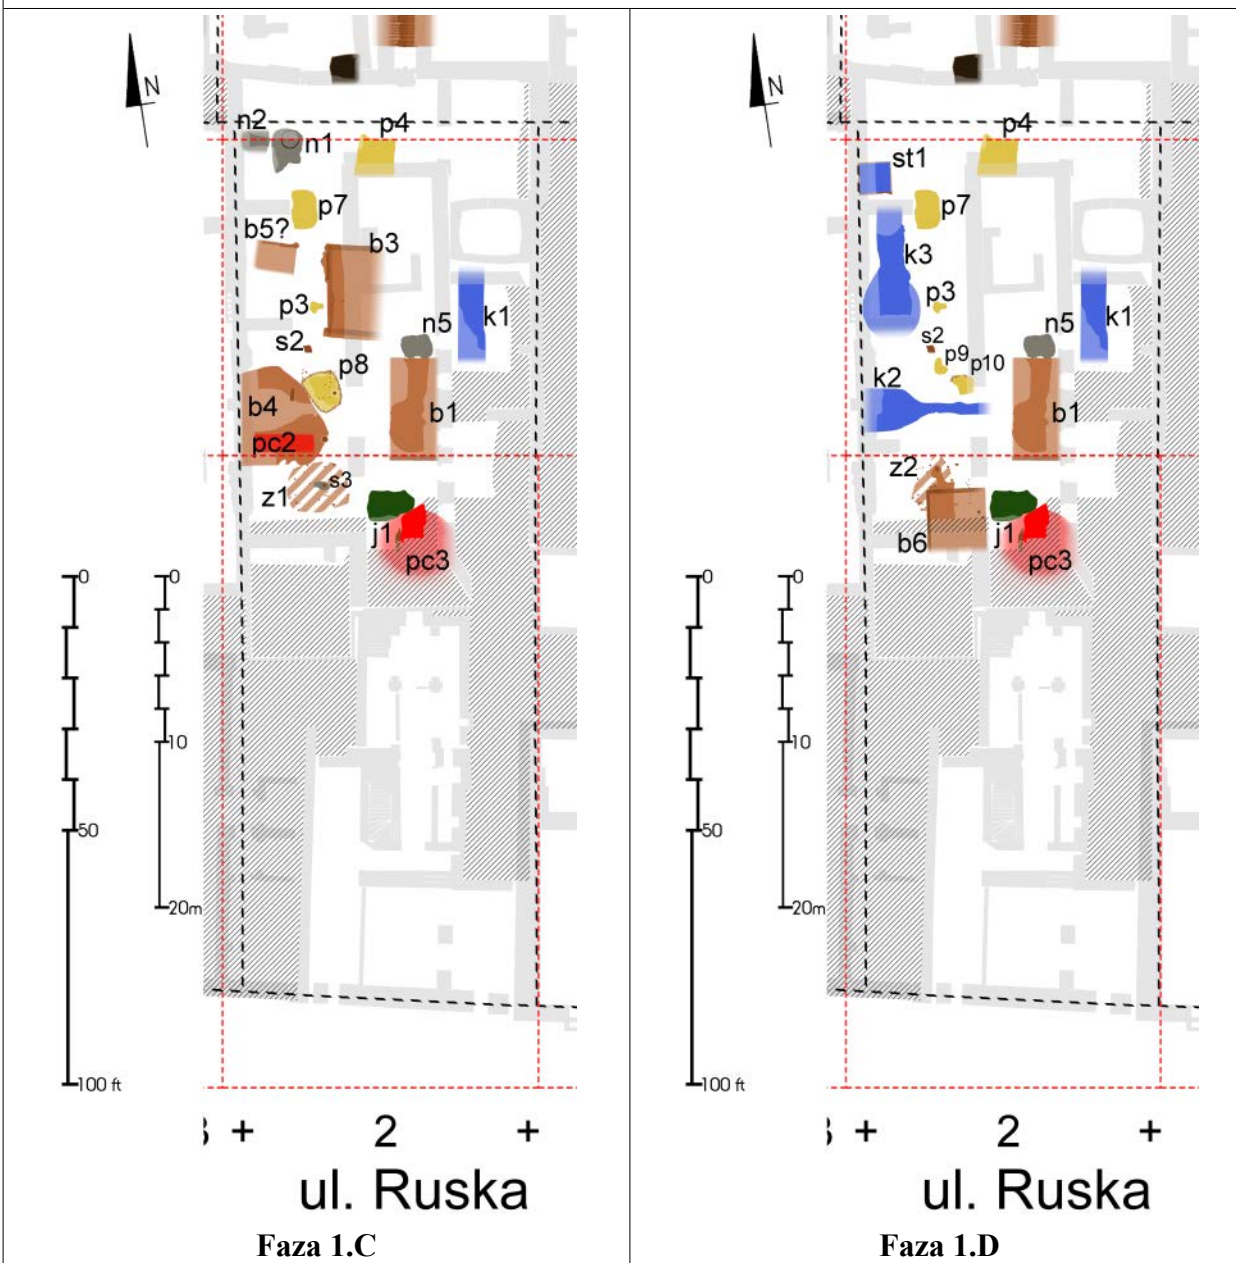 N
n2
n1
p4
p7
b5?
b3
p3
k1
n5
s2
p8
b4
b1
pc2
z1
s3
j1
pc3
0
0
10
50
20m
100 ft
+ 2 +
ul. Ruska
Faza 1.C
N
p4
st1
p7
k3
p3
k1
n5
s2
p9
p10
k2
b1
z2
b6
j1
pc3
0
0
10
50
20m
100 ft
+ 2 +
ul. Ruska
Faza 1.D